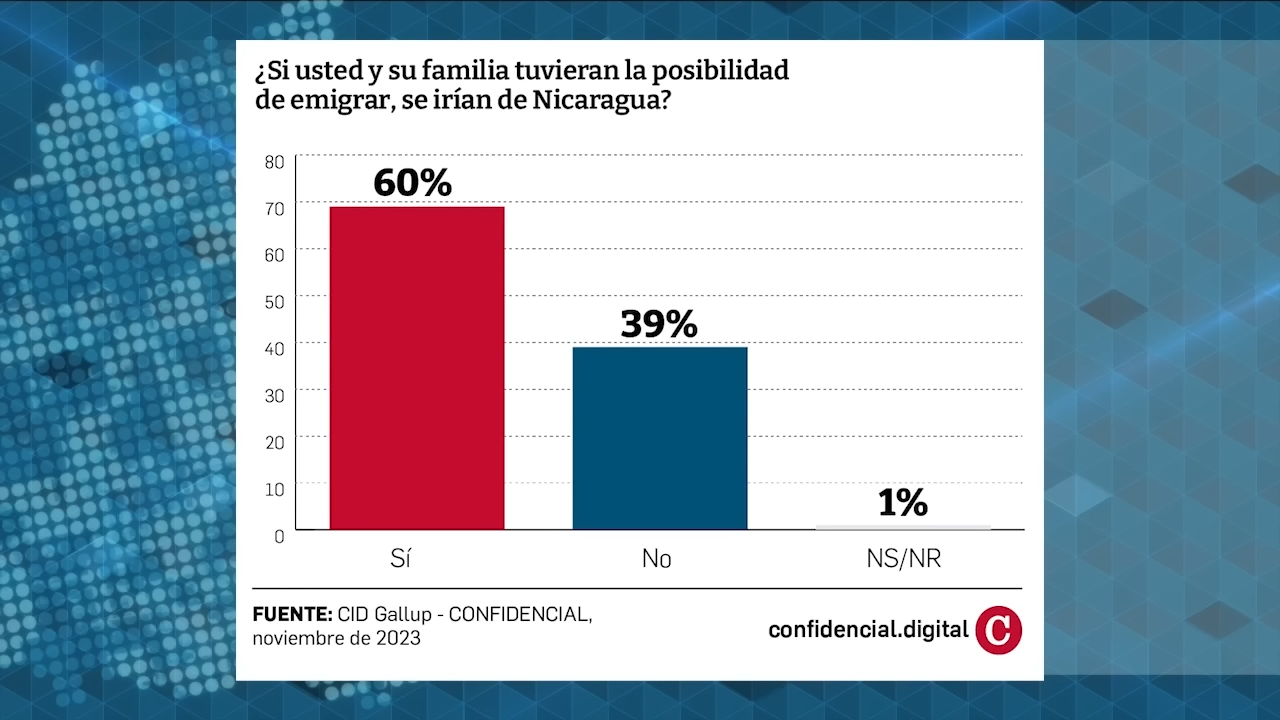 ¿Si usted y su familia tuvieran la posibilidad
de emigrar, se irían de Nicaragua?
80
70
60
50
40
30
20
10
0
60%
39%
1%
Sí
No
NS/NR
FUENTE: CID Gallup - CONFIDENCIAL,
noviembre de 2023
confidencial.digital
C